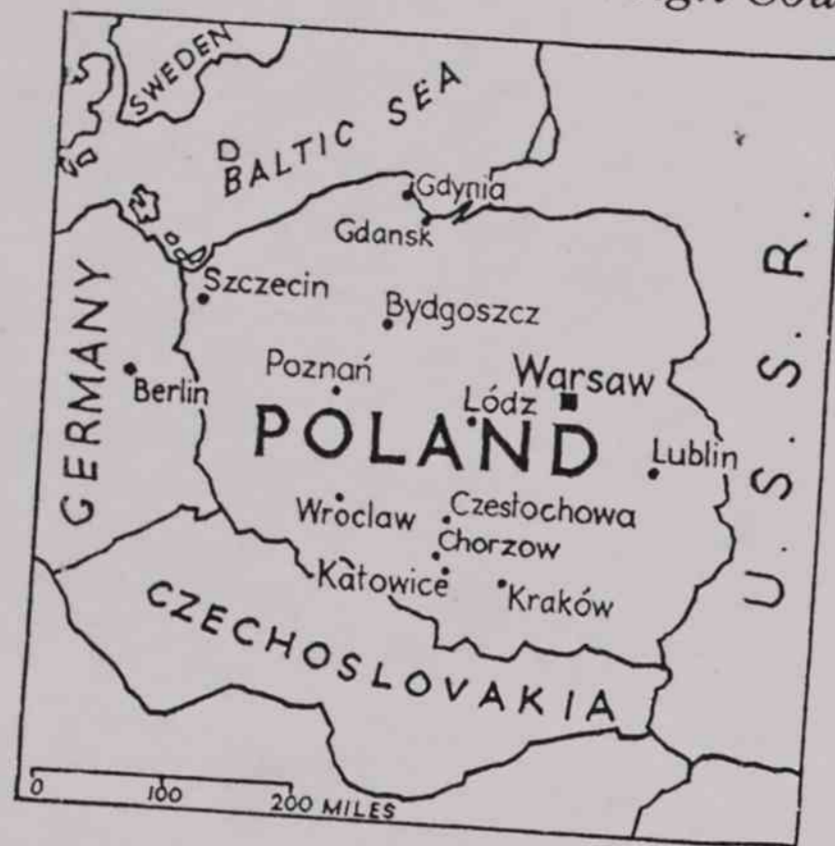 SWEDEN
D
BALTIC SEA
Gdynia
Gdansk
Szczecin
Bydgoszcz
GERMANY
Berlin
Poznań
Warsaw
Lódz
POLAND
Lublin
U. S. S. R.
Wroclaw
Czestochowa
Chorzow
Katowice
Kraków
CZECHOSLOVAKIA
0 100 200 MILES